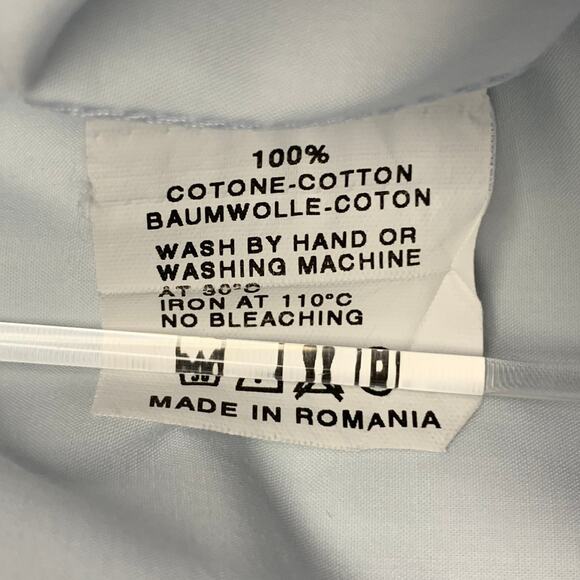 100%
COTONE-COTTON
BAUMWOLLE-COTON
WASH BY HAND OR
WASHING MACHINE
AT 30°C
IRON AT 110°C
NO BLEACHING
MADE IN ROMANIA